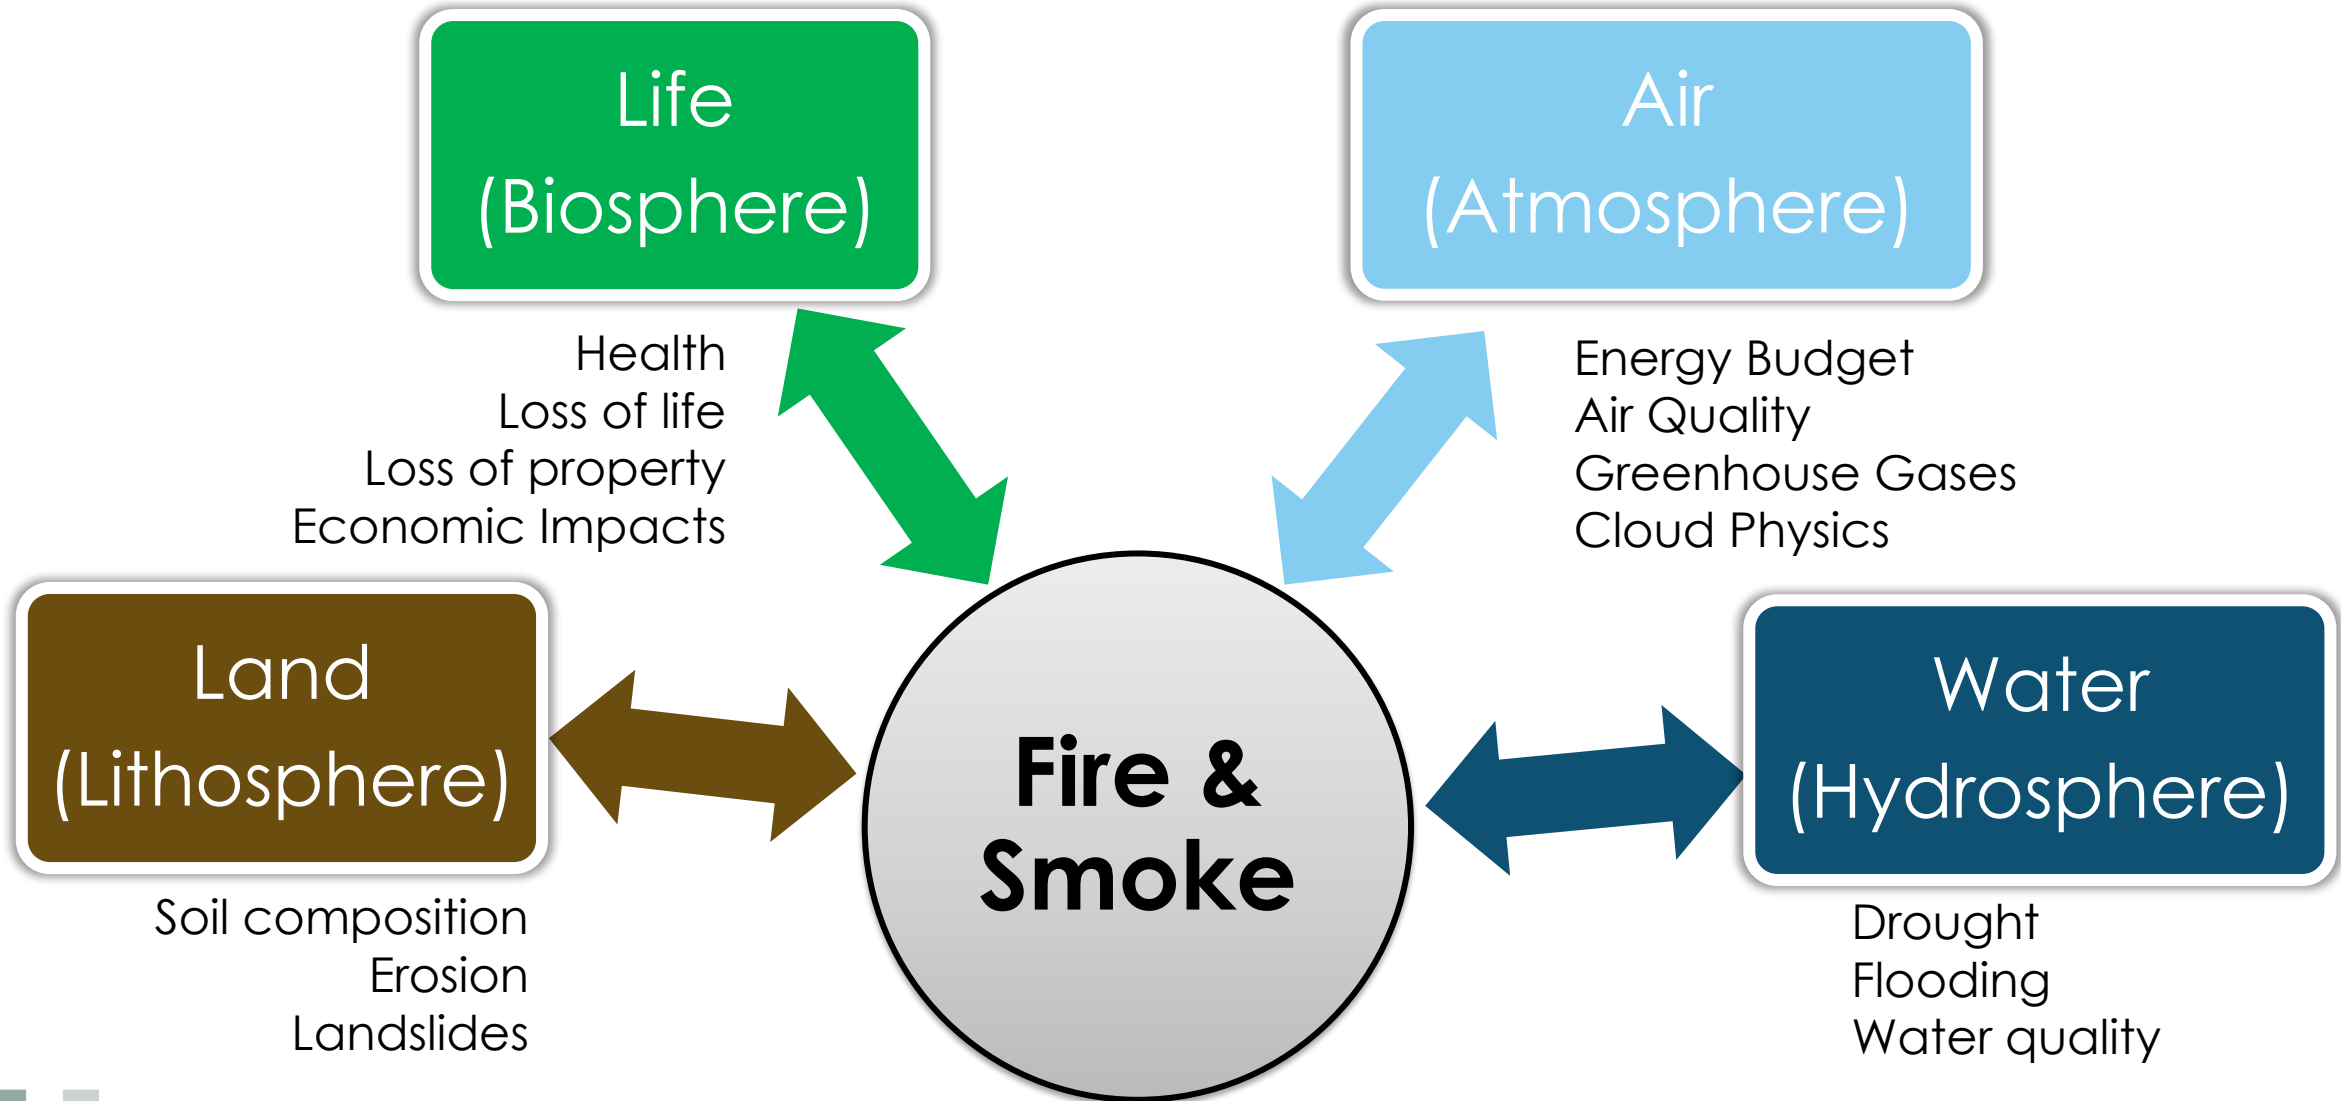 Life
(Biosphere)
Air
(Atmosphere)
Health
Loss of life
Loss of property
Economic Impacts
Energy Budget
Air Quality
Greenhouse Gases
Cloud Physics
Land
(Lithosphere)
Fire &
Smoke
Water
(Hydrosphere)
Soil composition
Erosion
Landslides
Drought
Flooding
Water quality